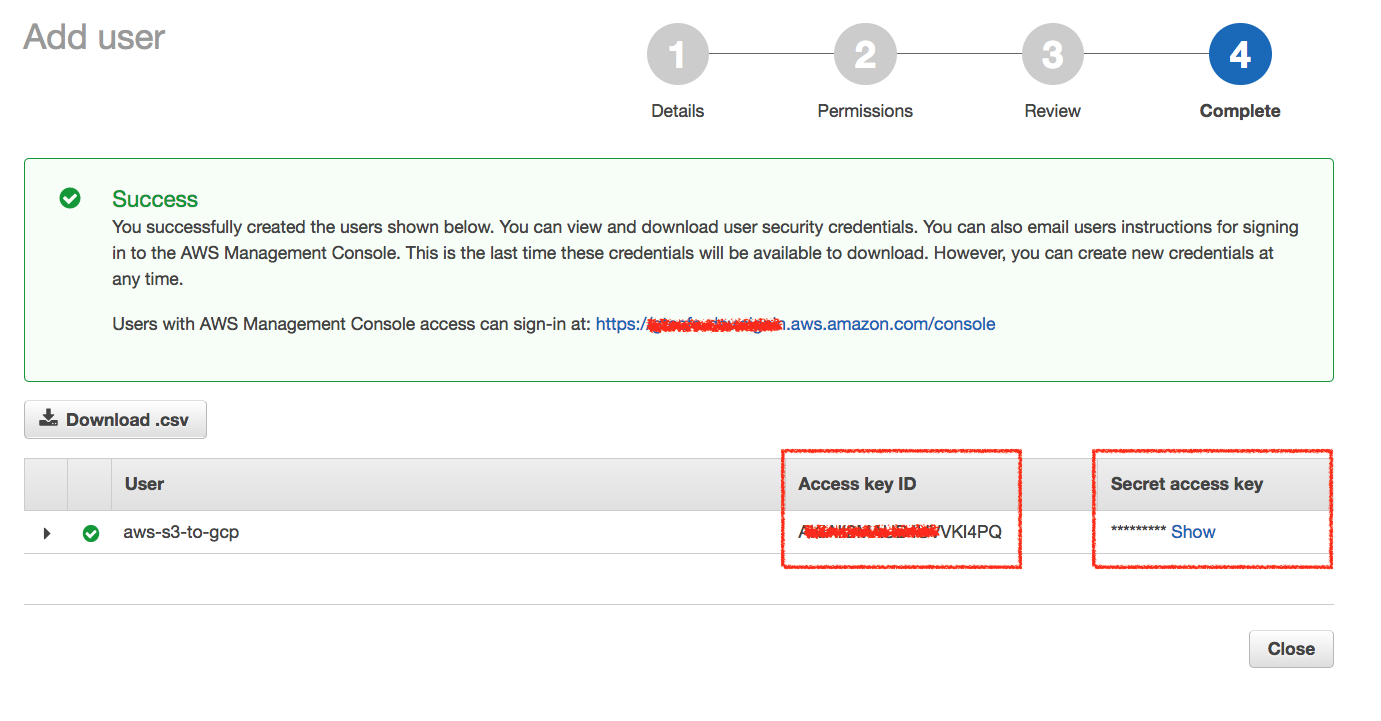 Add user
1
2
3
4
Details
Permissions
Review
Complete
Success
You successfully created the users shown below. You can view and download user security credentials. You can also email users instructions for signing
in to the AWS Management Console. This is the last time these credentials will be available to download. However, you can create new credentials at
any time.
Users with AWS Management Console access can sign-in at: https:/ .aws.amazon.com/console
Download .csv
User
Access key ID
Secret access key
aws-s3-to-gcp
VKI4PQ
********* Show
Close